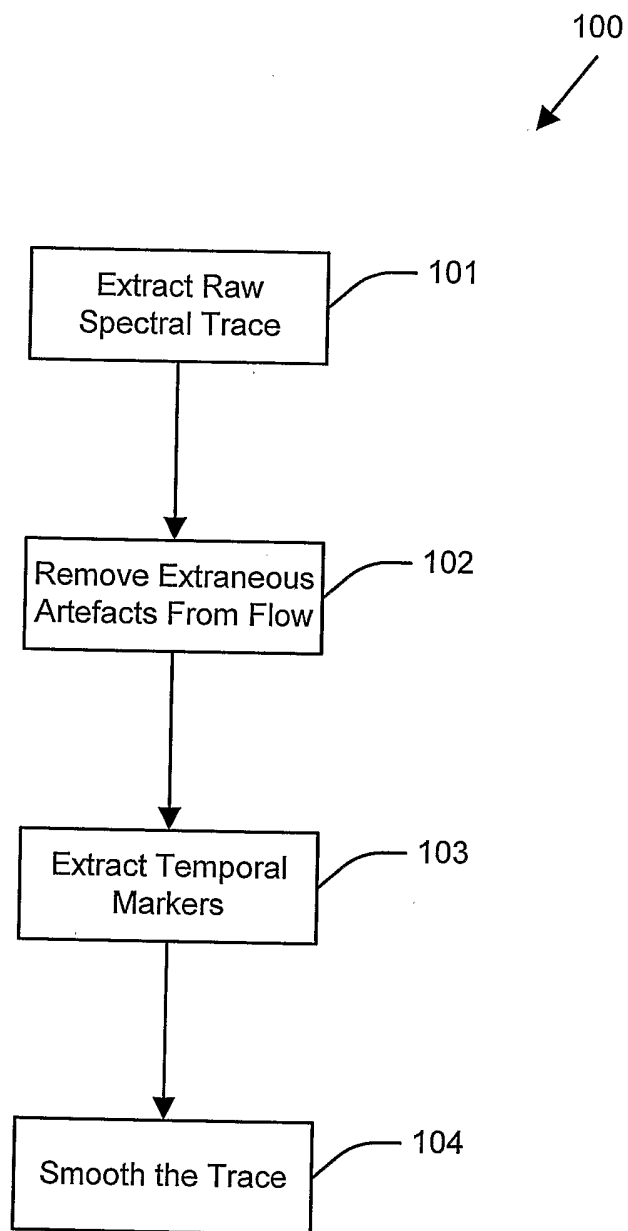 100
Extract Raw
Spectral Trace
101
Remove Extraneous
Artefacts From Flow
102
Extract Temporal
Markers
103
Smooth the Trace
104